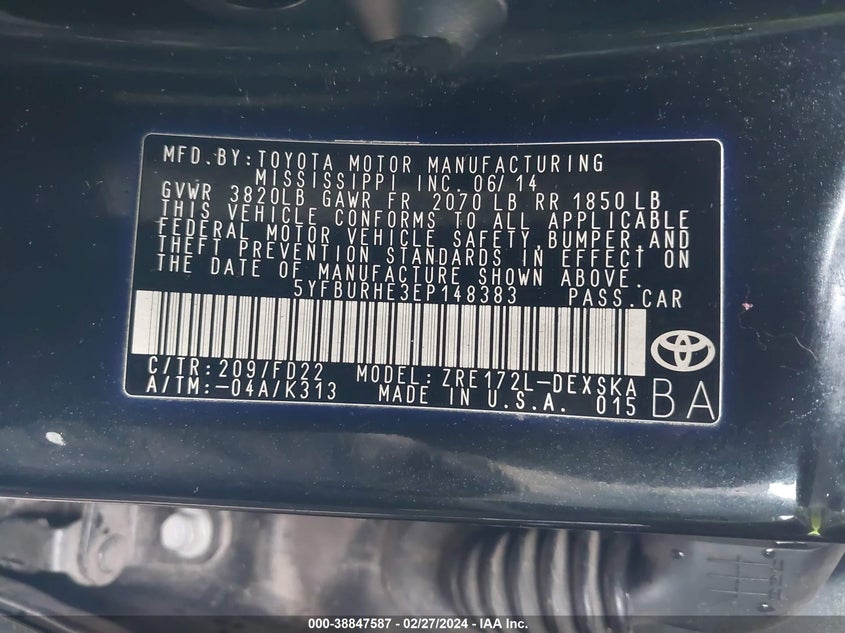 MFD.BY:TOYOTA MOTOR MANUFACTURING
MISSISSIPPI INC. 06/14
GVWR 3820LB GAWR FR 2070 LB RR 1850 LB
THIS VEHICLE CONFORMS TO ALL APPLICABLE
FEDERAL MOTOR VEHICLE SAFETY,BUMPER,AND
THEFT PREVENTION STANDARDS IN EFFECT ON
THE DATE OF MANUFACTURE SHOWN ABOVE.
5YFBURHE3EP148383 PASS.CAR
C/TR:209/FD22 MODEL:ZRE172L-DEXSKA
A/TM:-04A/K313 MADE IN U.S.A. 015 BA
000-38847587 - 02/27/2024 - IAA Inc.